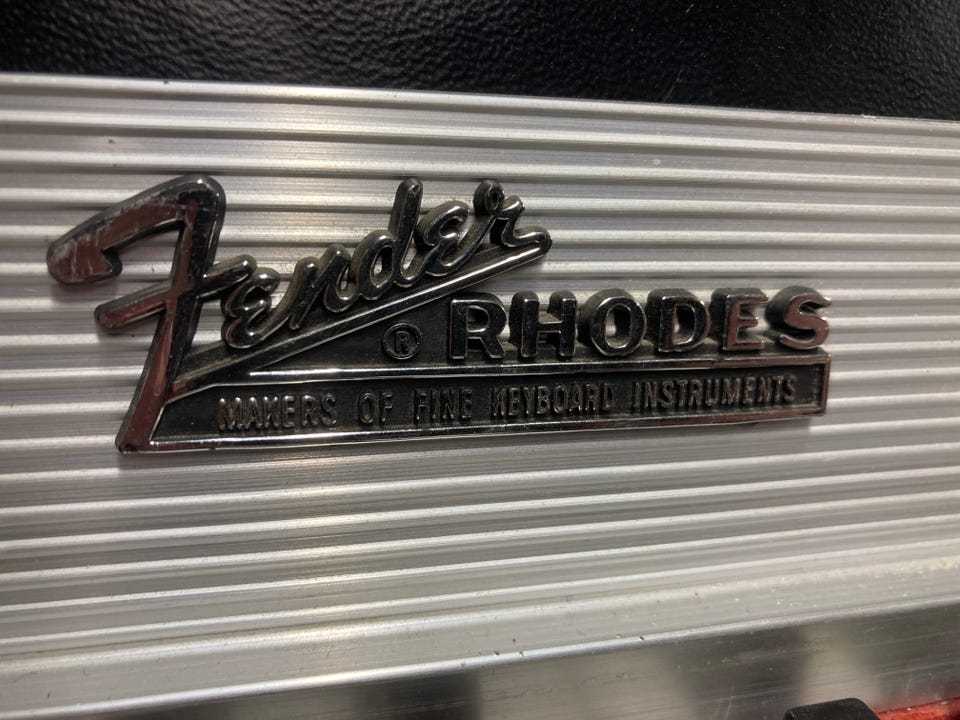 Fender
® RHODES
MAKERS OF FINE KEYBOARD INSTRUMENTS